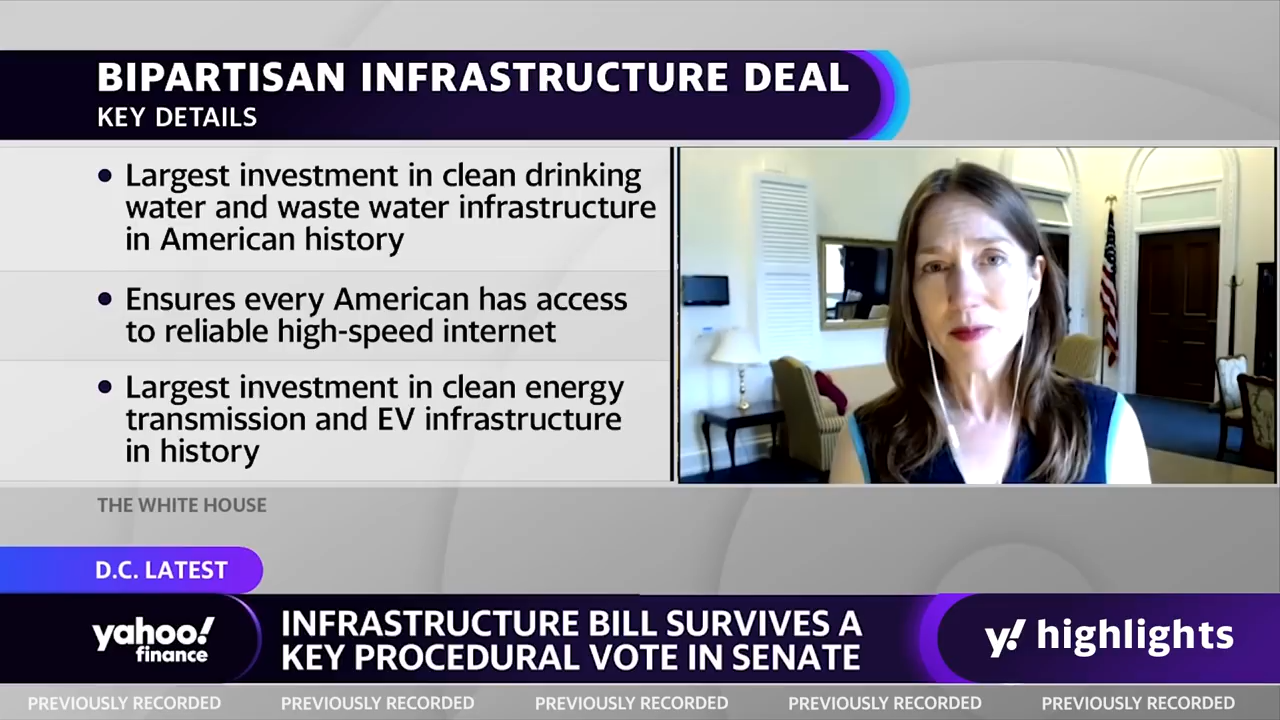 BIPARTISAN INFRASTRUCTURE DEAL
KEY DETAILS
• Largest investment in clean drinking
water and waste water infrastructure
in American history
• Ensures every American has access
to reliable high-speed internet
• Largest investment in clean energy
transmission and EV infrastructure
in history
THE WHITE HOUSE
D.C. LATEST
yahoo!
finance
INFRASTRUCTURE BILL SURVIVES A
KEY PROCEDURAL VOTE IN SENATE
y! highlights
PREVIOUSLY RECORDED PREVIOUSLY RECORDED PREVIOUSLY RECORDED PREVIOUSLY RECORDED PREVIOUSLY RECORDED